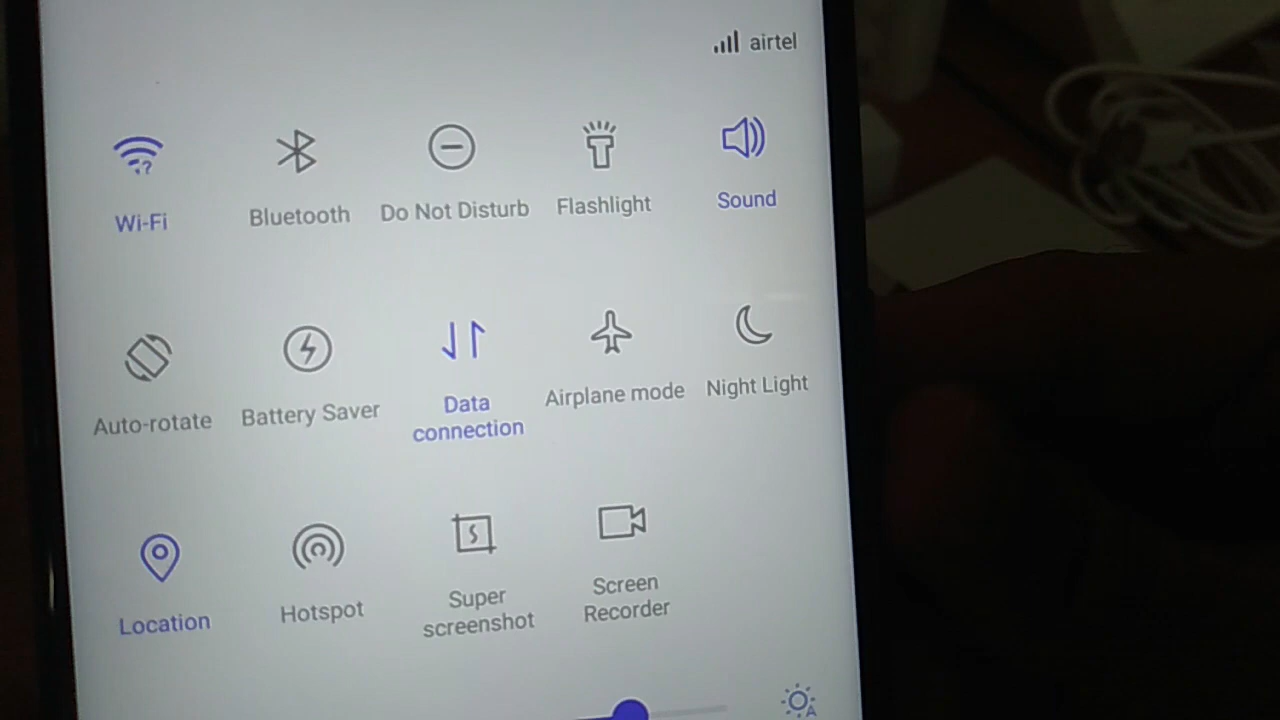 airtel
Wi-Fi
Bluetooth
Do Not Disturb
Flashlight
Sound
Auto-rotate
Battery Saver
Data
connection
Airplane mode
Night Light
Location
Hotspot
Super
screenshot
Screen
Recorder